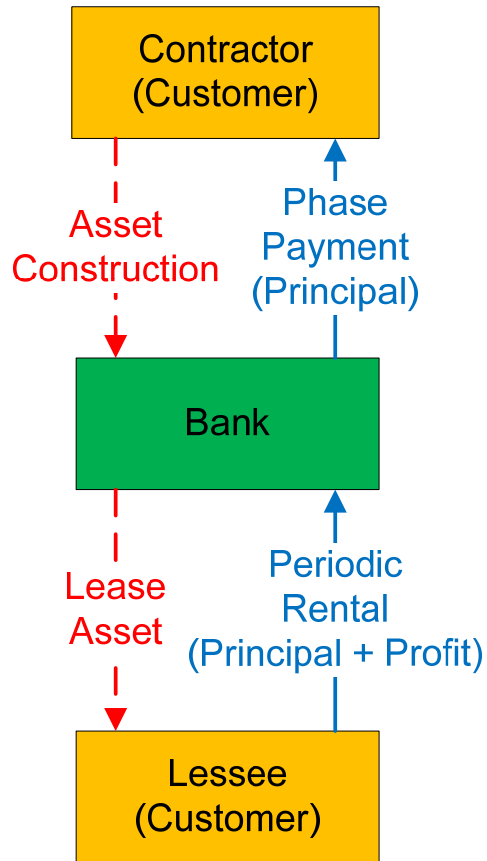 Contractor
(Customer)
Asset
Construction
Phase
Payment
(Principal)
Bank
Lease
Asset
Periodic
Rental
(Principal + Profit)
Lessee
(Customer)